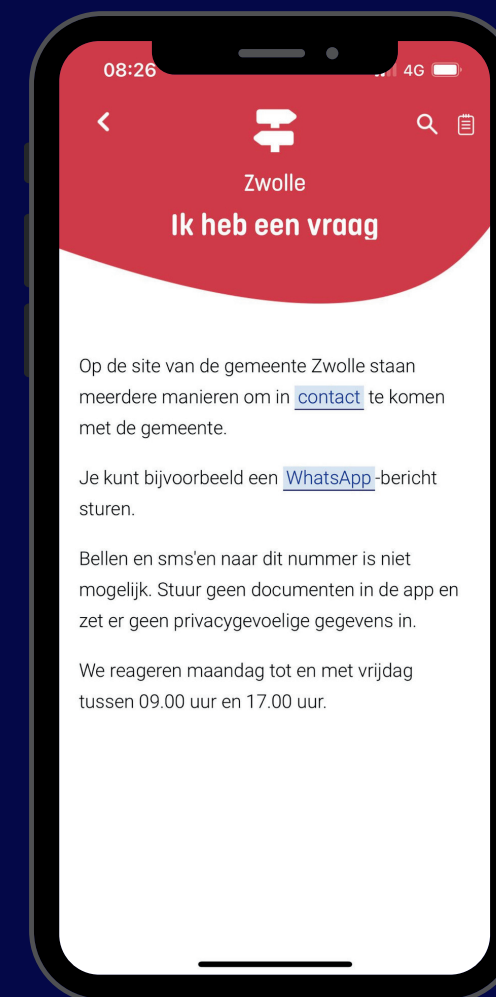 08:26 4G
Zwolle
Ik heb een vraag
Op de site van de gemeente Zwolle staan
meerdere manieren om in contact te komen
met de gemeente.
Je kunt bijvoorbeeld een WhatsApp-bericht
sturen.
Bellen en sms'en naar dit nummer is niet
mogelijk. Stuur geen documenten in de app en
zet er geen privacygevoelige gegevens in.
We reageren maandag tot en met vrijdag
tussen 09.00 uur en 17.00 uur.